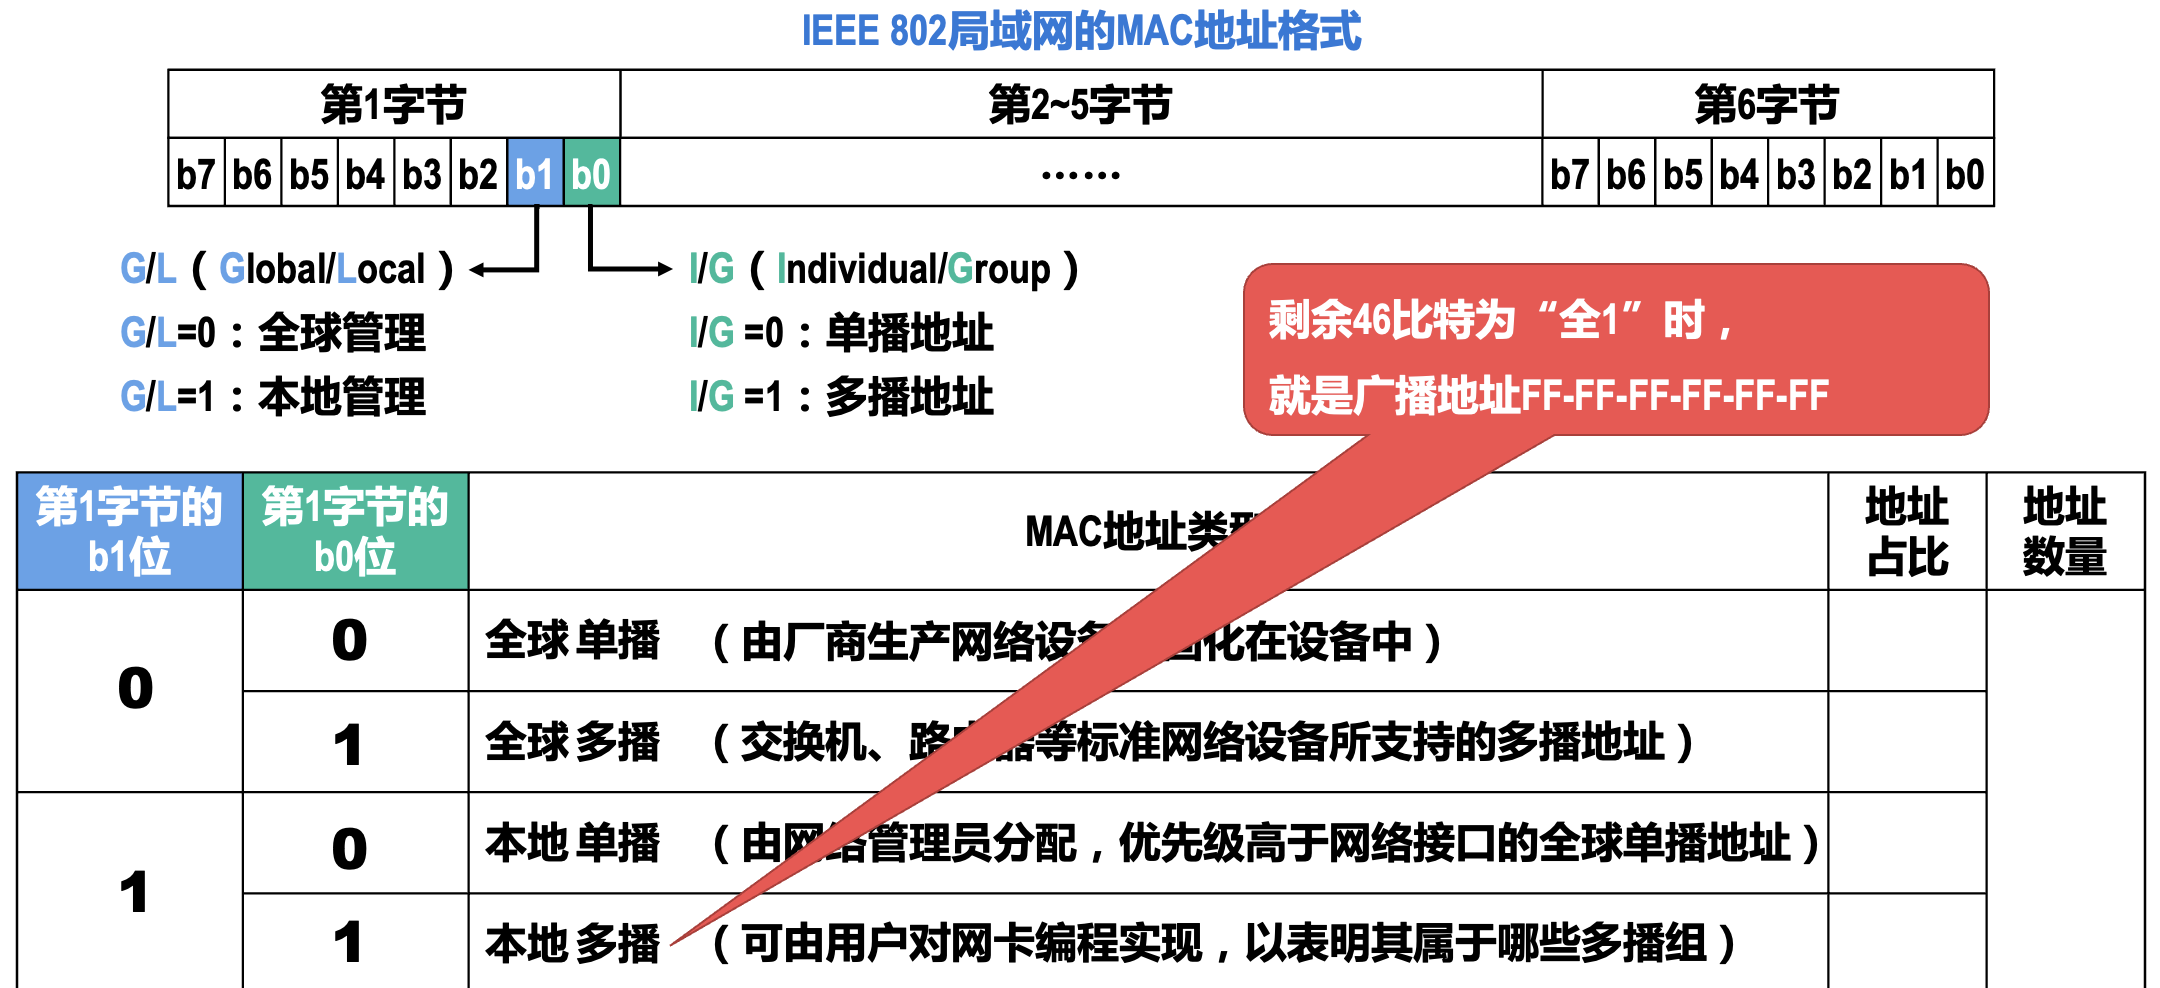 IEEE 802局域网的MAC地址格式
第1字节 第2~5字节 第6字节
b7 b6 b5 b4 b3 b2 b1 b0 …… b7 b6 b5 b4 b3 b2 b1 b0
G/L（Global/Local） I/G（Individual/Group）
G/L=0：全球管理 I/G =0：单播地址
G/L=1：本地管理 I/G =1：多播地址
剩余46比特为“全1”时，
就是广播地址FF-FF-FF-FF-FF-FF
第1字节的
b1位
第1字节的
b0位
MAC地址类
地址
占比
地址
数量
0
0 全球 单播 （由厂商生产网络设 化在设备中）
1 全球 多播 （交换机、路 等标准网络设备所支持的多播地址）
1
0 本地 单播 （由网络管理员分配，优先级高于网络接口的全球单播地址）
1 本地 多播 （可由用户对网卡编程实现，以表明其属于哪些多播组）